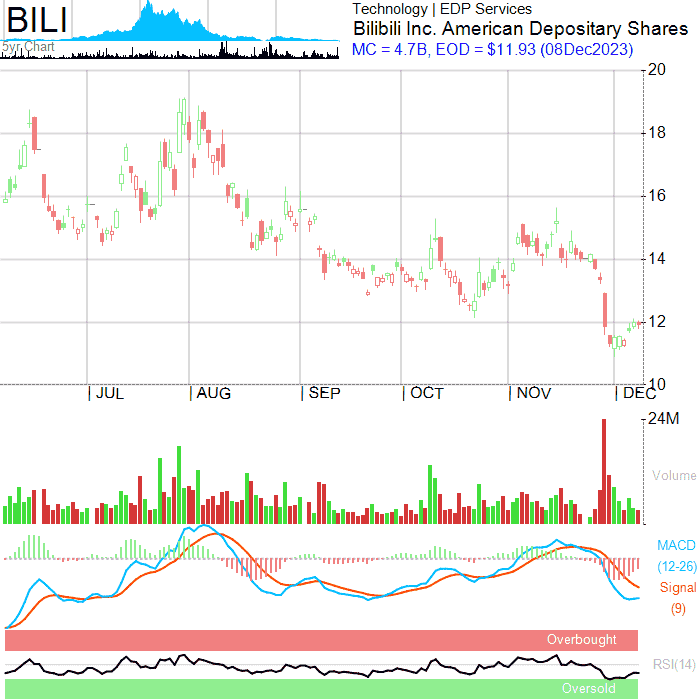 BILI
5yr Chart
Technology | EDP Services
Bilibili Inc. American Depositary Shares
MC = 4.7B, EOD = $11.93 (08Dec2023)
20
18
16
14
12
10
| JUL
| AUG
| SEP
| OCT
| NOV
| DEC
24M
Volume
MACD
(12-26)
Signal
(9)
Overbought
RSI(14)
Oversold